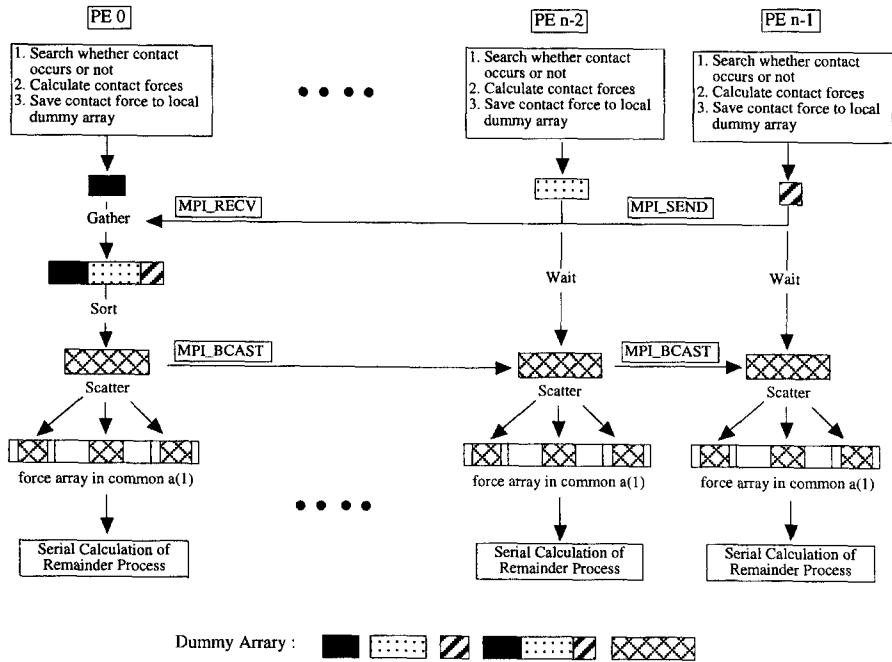 PE 0
PE n-2
PE n-1
1. Search whether contact
occurs or not
2. Calculate contact forces
3. Save contact force to local
dummy array
1. Search whether contact
occurs or not
2. Calculate contact forces
3. Save contact force to local
dummy array
1. Search whether contact
occurs or not
2. Calculate contact forces
3. Save contact force to local
dummy array
Gather
MPI_RECV
MPI_SEND
Wait
Wait
Sort
MPI_BCAST
MPI_BCAST
Scatter
Scatter
Scatter
force array in common a(1)
force array in common a(1)
force array in common a(1)
Serial Calculation of
Remainder Process
Serial Calculation of
Remainder Process
Serial Calculation of
Remainder Process
Dummy Arrary :